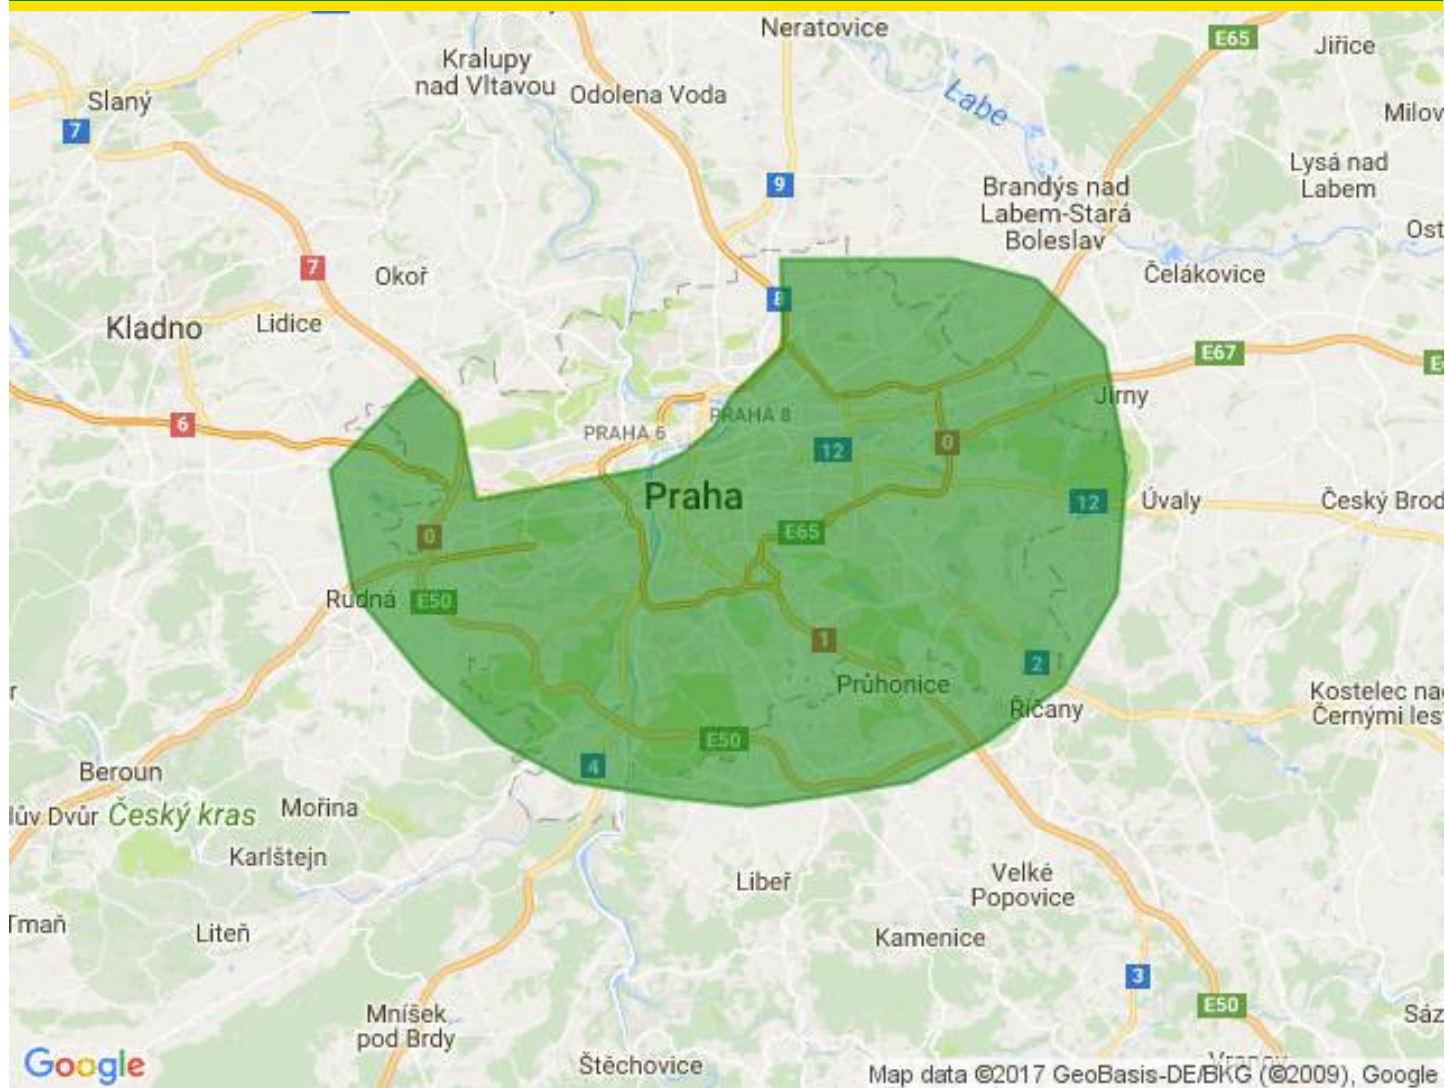 Neratovice
E65
Jiřice
Kralupy
nad Vltavou
Odolena Voda
Slaný
7
Labe
Milov
9
Lysá nad
Labem
Brandýs nad
Labem-Stará
Boleslav
Ost
7
Okoř
Čelákovice
8
Kladno
Lidice
E67
Jirny
6
PRAHA 8
PRAHA 6
12
0
Praha
12
Úvaly
Český Brod
0
E65
Rudná
E50
1
2
Průhonice
Říčany
Kostelec na
Černými les
E50
4
Beroun
Mořina
lův Dvůr
Český kras
Karlštejn
Libeř
Velké
Popovice
Tmaň
Liteň
Kamenice
3
E50
Mníšek
pod Brdy
Sáz
Štěchovice
Google
Map data ©2017 GeoBasis-DE/BKG (©2009), Google